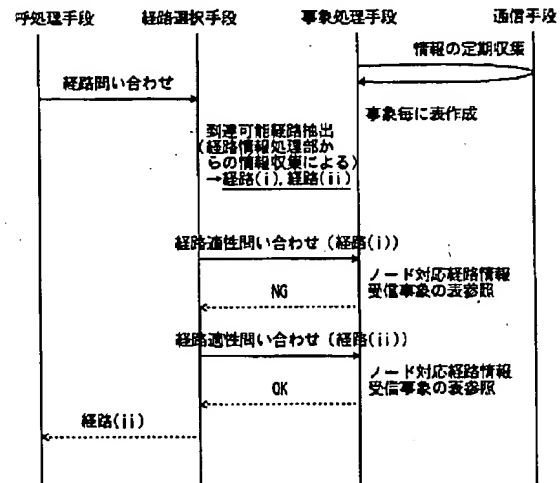 呼処理手段
経路選択手段
事象処理手段
通信手段
情報の定期収集
経路問い合わせ
事象毎に表作成
到達可能経路抽出
(経路情報処理部か
らの情報収集による)
→経路(i),経路(ii)
経路適性問い合わせ(経路(i))
NG
ノード対応経路情報
受信事象の表参照
経路適性問い合わせ(経路(ii))
OK
ノード対応経路情報
受信事象の表参照
経路(ii)